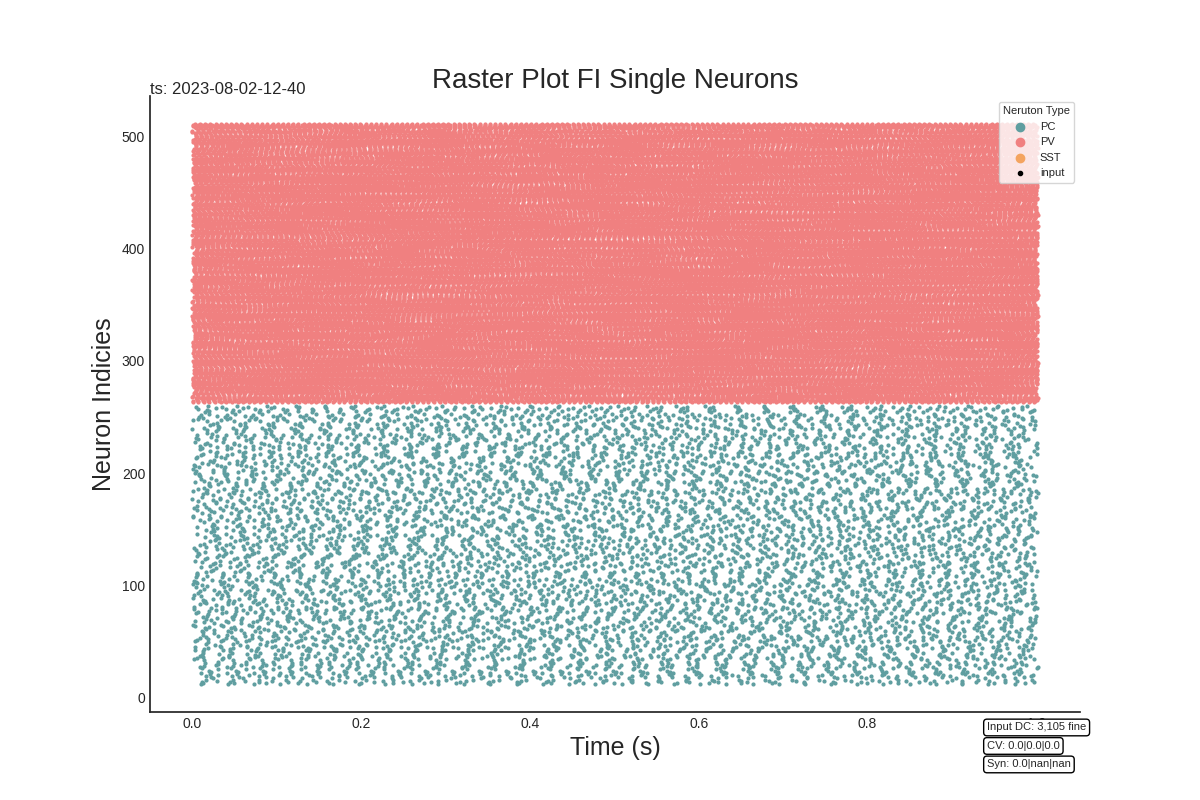 Raster Plot FI Single Neurons
ts: 2023-08-02-12-40
Neruton Type
PC
PV
SST
input
500
400
300
200
100
0
Neuron Indicies
0.0 0.2 0.4 0.6 0.8
Time (s)
Input DC: 3,105 fine
CV: 0.0|0.0|0.0
Syn: 0.0|nan|nan